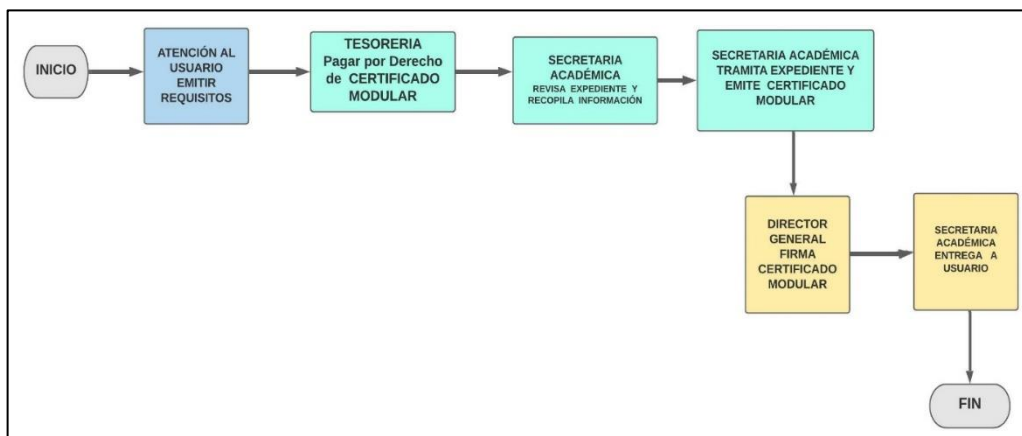 INICIO
ATENCIÓN AL
USUARIO
EMITIR
REQUISITOS
TESORERIA
Pagar por Derecho
de CERTIFICADO
MODULAR
SECRETARIA
ACADÉMICA
REVISA EXPEDIENTE Y
RECOPILA INFORMACIÓN
SECRETARIA ACADÉMICA
TRAMITA EXPEDIENTE Y
EMITE CERTIFICADO
MODULAR
DIRECTOR
GENERAL
FIRMA
CERTIFICADO
MODULAR
SECRETARIA
ACADÉMICA
ENTREGA A
USUARIO
FIN